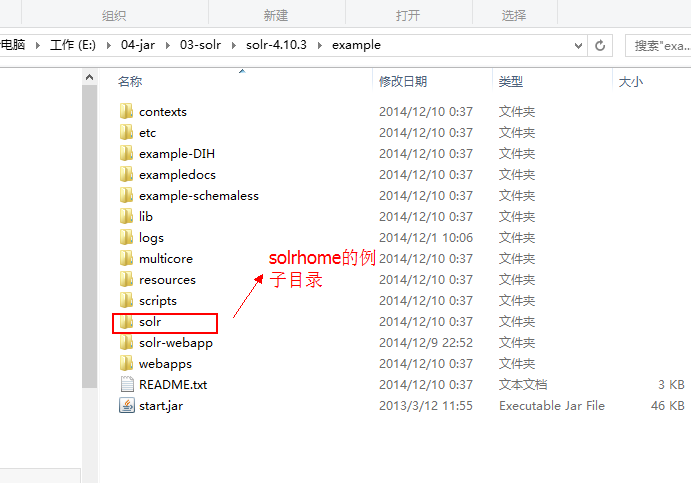 组织 新建 打开 选择
电脑 工作 (E:) 04-jar 03-solr solr-4.10.3 example 搜索"exa...
名称 修改日期 类型 大小
contexts 2014/12/10 0:37 文件夹
etc 2014/12/10 0:37 文件夹
example-DIH 2014/12/10 0:37 文件夹
exampledocs 2014/12/10 0:37 文件夹
example-schemaless 2014/12/10 0:37 文件夹
lib 2014/12/10 0:37 文件夹
logs 2014/12/1 10:06 文件夹
multicore 2014/12/10 0:37 文件夹
solrhome的例
子目录
resources 2014/12/10 0:37 文件夹
scripts 2014/12/10 0:37 文件夹
solr 2014/12/10 0:37 文件夹
solr-webapp 2014/12/9 22:52 文件夹
webapps 2014/12/10 0:37 文件夹
README.txt 2014/12/10 0:37 文本文档 3 KB
start.jar 2013/3/12 11:55 Executable Jar File 46 KB